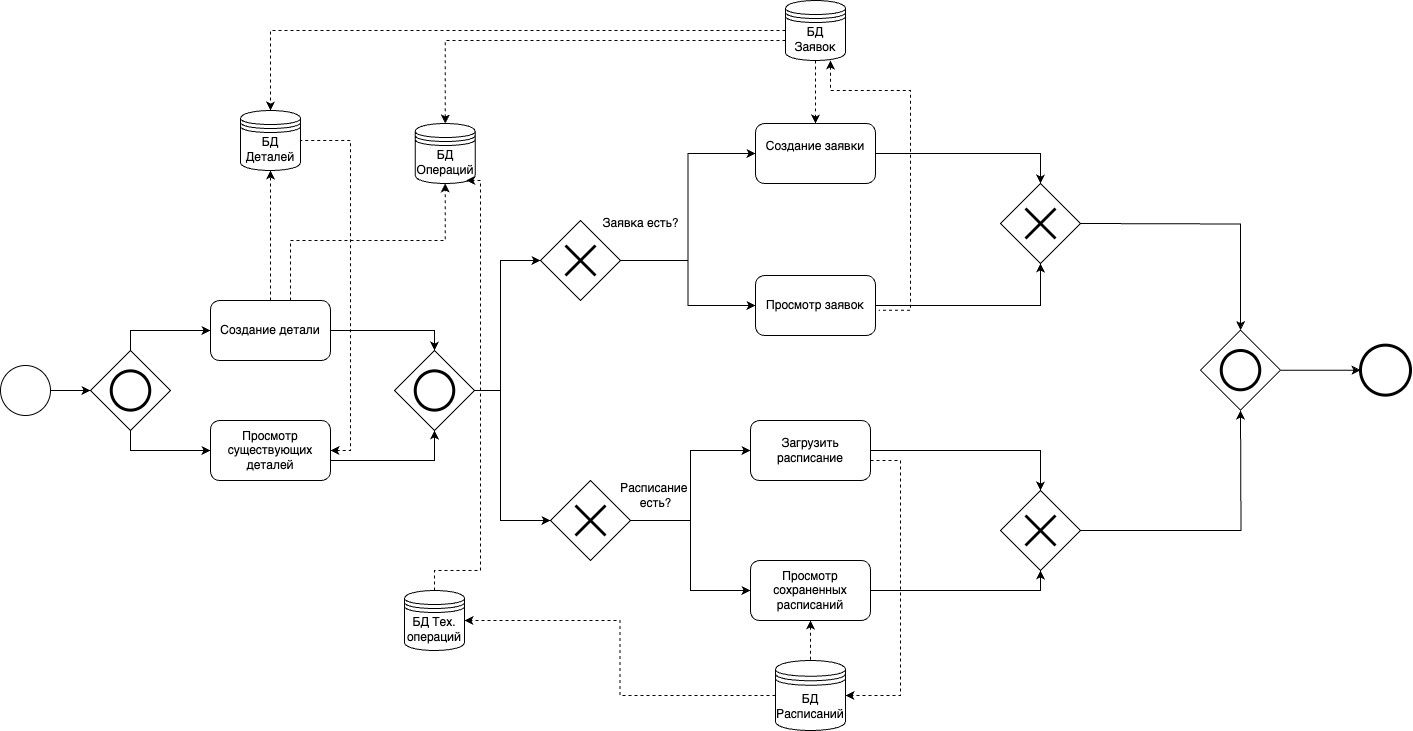 БД
Заявок
БД
Деталей
БД
Операций
Создание заявки
Заявка есть?
Просмотр заявок
Создание детали
Просмотр
существующих
деталей
Загрузить
расписание
Расписание
есть?
Просмотр
сохраненных
расписаний
БД Тех.
операций
БД
Расписаний